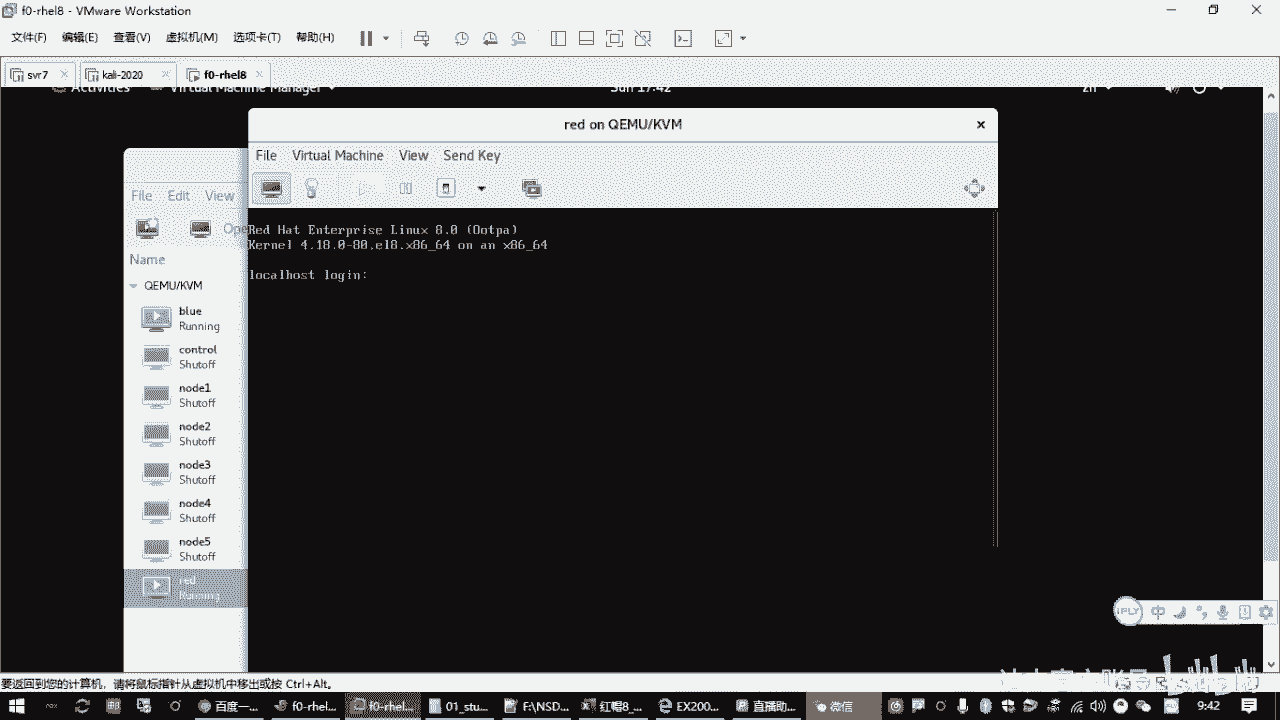 f0-rhel8 - VMware Workstation
文件(F) 编辑(E) 查看(V) 虚拟机(M) 选项卡(T) 帮助(H)
svr7 kali-2020 f0-rhel8
Activities Virtual Machine Manager Sun 17:42 zh
red on QEMU/KVM
File Virtual Machine View Send Key
File Edit View
Name
QEMU/KVM
blue
Running
control
Shutoff
node1
Shutoff
node2
Shutoff
node3
Shutoff
node4
Shutoff
node5
Shutoff
red
Running
Red Hat Enterprise Linux 8.0 (Ootpa)
Kernel 4.18.0-80.el8.x86_64 on an x86_64
localhost login:
iFLY 中
要返回到您的计算机，请将鼠标指针从虚拟机中移出或按 Ctrl+Alt。
百度一... f0-rhel... f0-rhel... 01_stu... F:\NSD... 红帽8_... EX200... 直播间... 微信 9:42